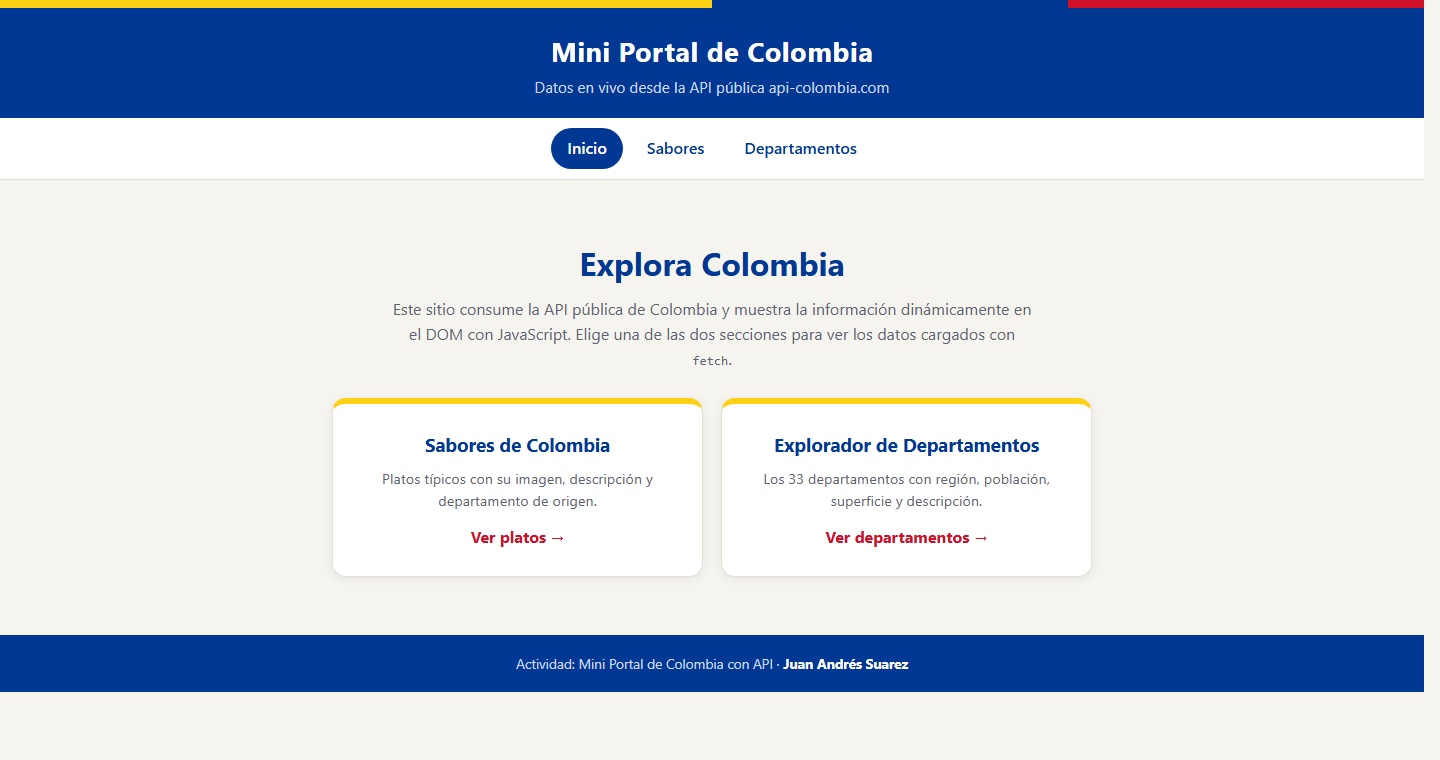 Mini Portal de Colombia
Datos en vivo desde la API pública api-colombia.com
Inicio Sabores Departamentos
Explora Colombia
Este sitio consume la API pública de Colombia y muestra la información dinámicamente en
el DOM con JavaScript. Elige una de las dos secciones para ver los datos cargados con
fetch.
Sabores de Colombia
Platos típicos con su imagen, descripción y
departamento de origen.
Ver platos →
Explorador de Departamentos
Los 33 departamentos con región, población,
superficie y descripción.
Ver departamentos →
Actividad: Mini Portal de Colombia con API · Juan Andrés Suarez